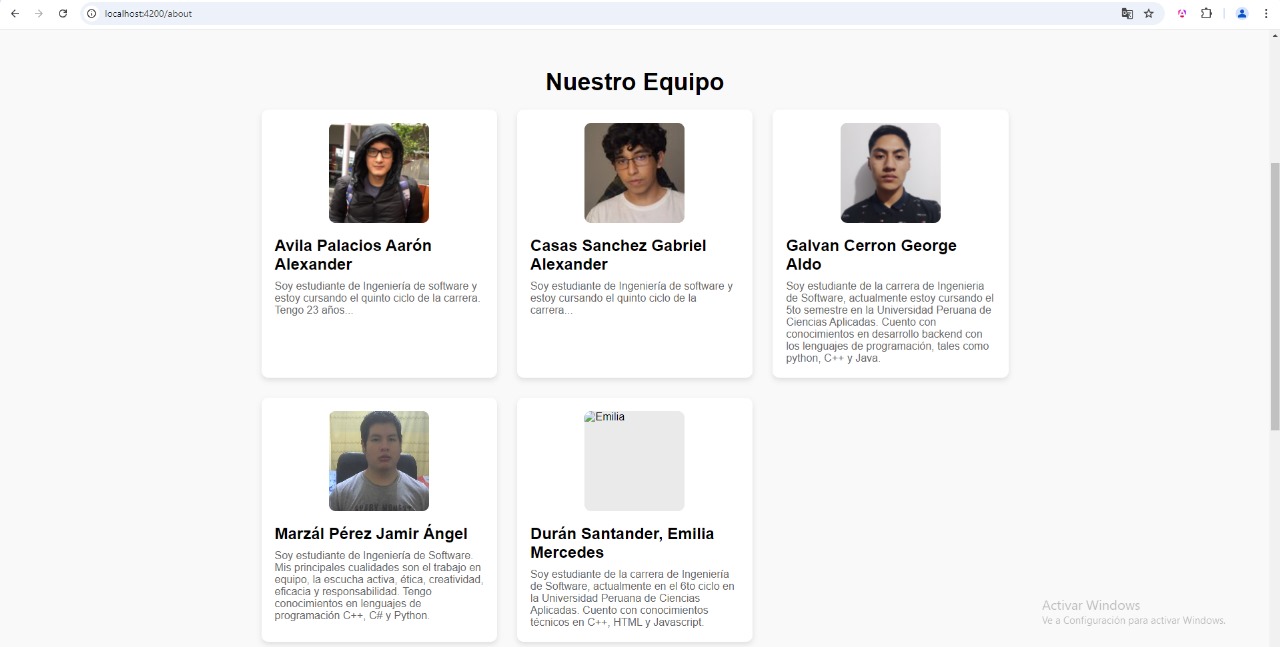 localhost:4200/about
Nuestro Equipo
Avila Palacios Aarón
Alexander
Soy estudiante de Ingeniería de software y
estoy cursando el quinto ciclo de la carrera.
Tengo 23 años...
Casas Sanchez Gabriel
Alexander
Soy estudiante de Ingeniería de software y
estoy cursando el quinto ciclo de la
carrera...
Galvan Cerron George
Aldo
Soy estudiante de la carrera de Ingenieria
de Software, actualmente estoy cursando el
5to semestre en la Universidad Peruana de
Ciencias Aplicadas. Cuento con
conocimientos en desarrollo backend con
los lenguajes de programación, tales como
python, C++ y Java.
Marzál Pérez Jamir Ángel
Soy estudiante de Ingeniería de Software.
Mis principales cualidades son el trabajo en
equipo, la escucha activa, ética, creatividad,
eficacia y responsabilidad. Tengo
conocimientos en lenguajes de
programación C++, C# y Python.
Emilia
Durán Santander, Emilia
Mercedes
Soy estudiante de la carrera de Ingeniería
de Software, actualmente en el 6to ciclo en
la Universidad Peruana de Ciencias
Aplicadas. Cuento con conocimientos
técnicos en C++, HTML y Javascript.
Activar Windows
Ve a Configuración para activar Windows.